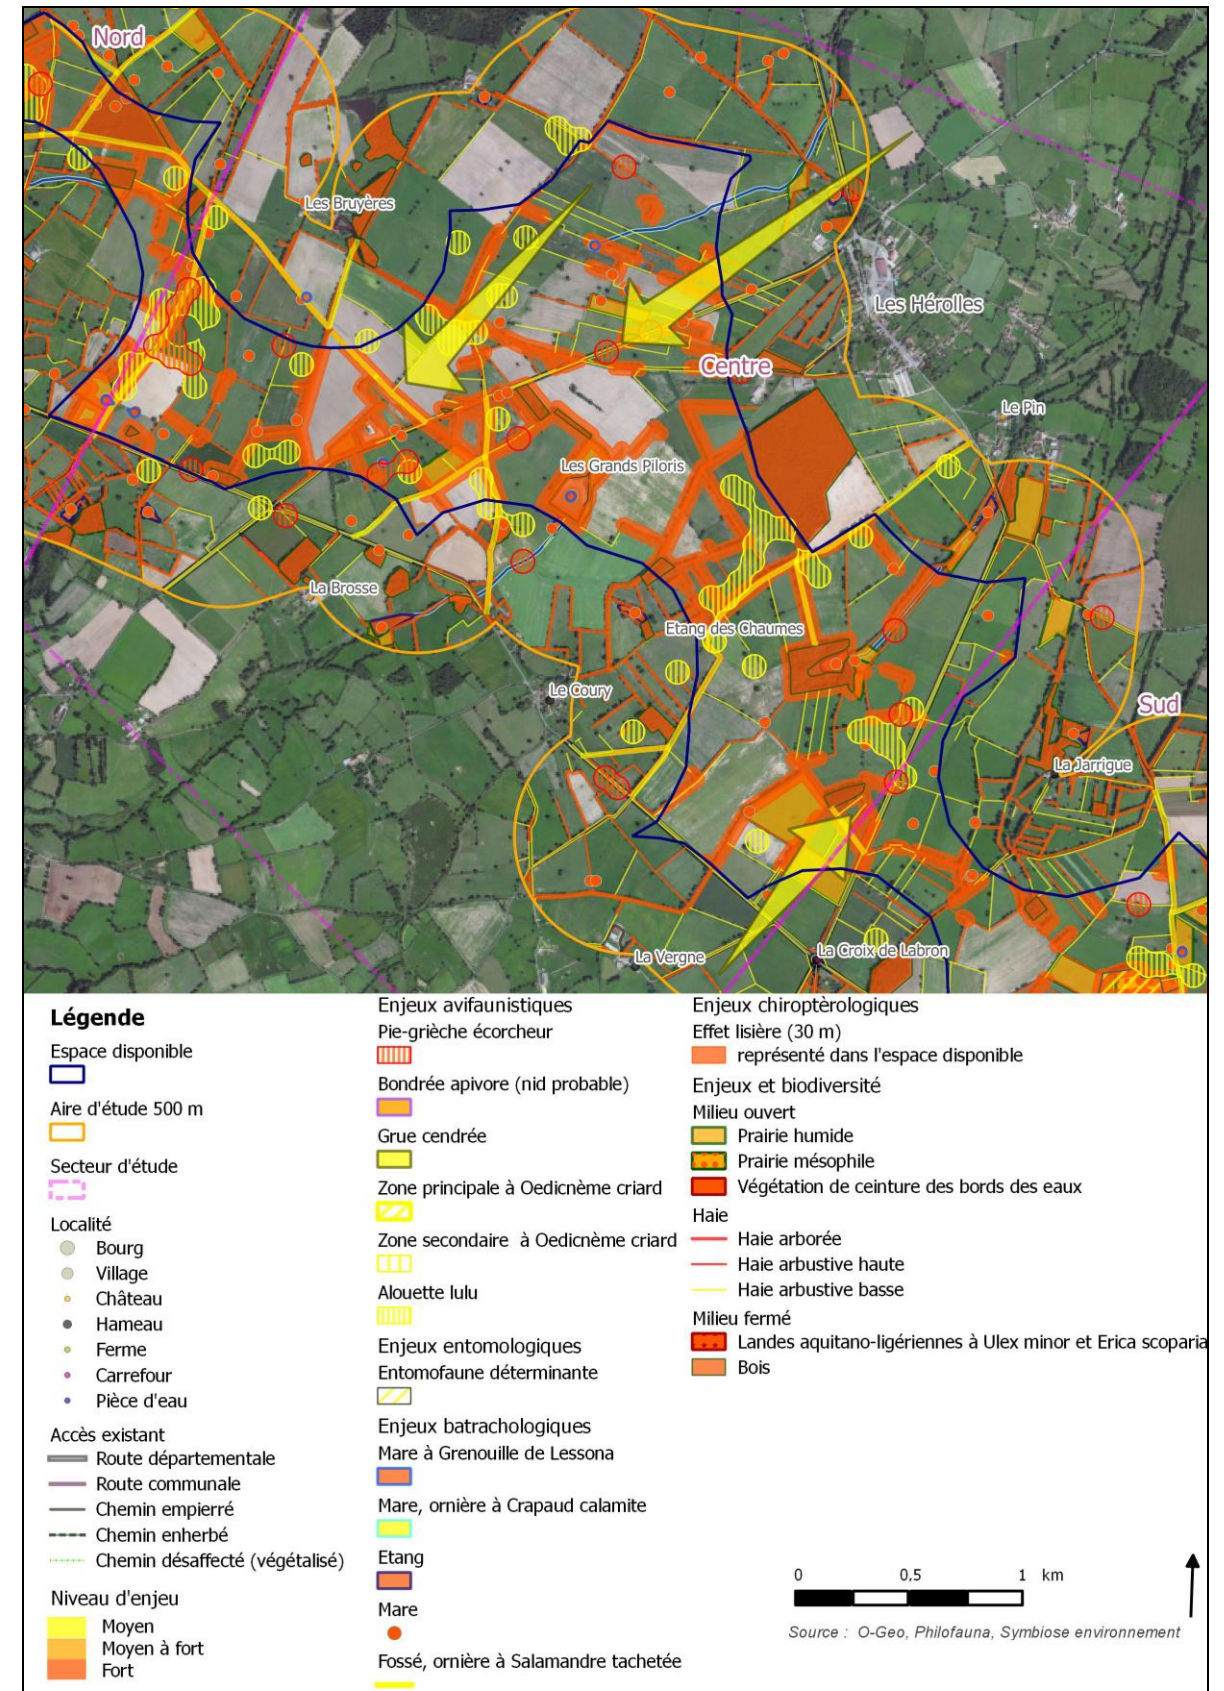 Nord
Les Bruyères
Les Hérolles
Centre
Le Pin
Les Grands Piloris
La Brosse
Etang des Chaumes
Le Coury
Sud
La Jarrigue
La Vergne
La Croix de Labron
Légende
Espace disponible
Aire d'étude 500 m
Secteur d'étude
Localité
Bourg
Village
Château
Hameau
Ferme
Carrefour
Pièce d'eau
Accès existant
Route départementale
Route communale
Chemin empierré
Chemin enherbé
Chemin désaffecté (végétalisé)
Niveau d'enjeu
Moyen
Moyen à fort
Fort
Enjeux avifaunistiques
Pie-grièche écorcheur
Bondrée apivore (nid probable)
Grue cendrée
Zone principale à Oedicnème criard
Zone secondaire à Oedicnème criard
Alouette lulu
Enjeux entomologiques
Entomofaune déterminante
Enjeux batrachologiques
Mare à Grenouille de Lessona
Mare, ornière à Crapaud calamite
Etang
Mare
Fossé, ornière à Salamandre tachetée
Enjeux chiroptèrologiques
Effet lisière (30 m)
représenté dans l'espace disponible
Enjeux et biodiversité
Milieu ouvert
Prairie humide
Prairie mésophile
Végétation de ceinture des bords des eaux
Haie
Haie arborée
Haie arbustive haute
Haie arbustive basse
Milieu fermé
Landes aquitano-ligériennes à Ulex minor et Erica scoparia
Bois
0 0,5 1 km
Source : O-Geo, Philofauna, Symbiose environnement